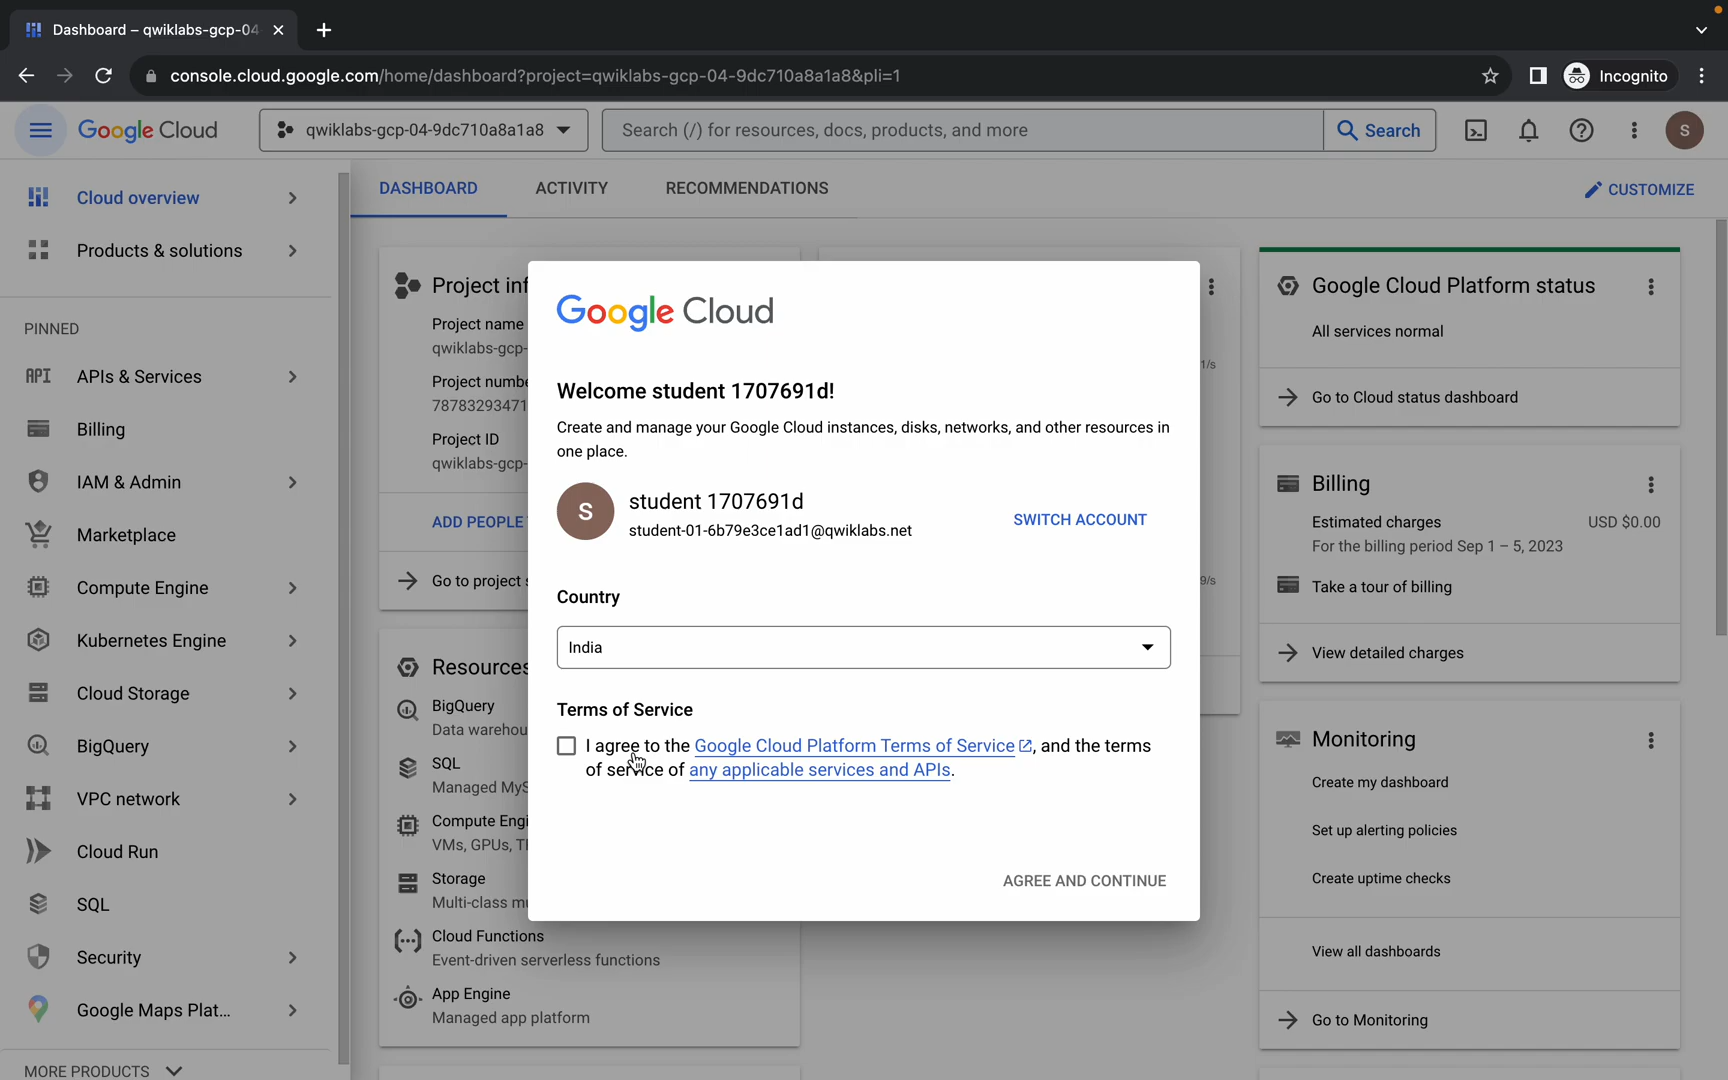 Dashboard – qwiklabs-gcp-04
console.cloud.google.com/home/dashboard?project=qwiklabs-gcp-04-9dc710a8a1a8&pli=1
Incognito
Google Cloud
qwiklabs-gcp-04-9dc710a8a1a8
Search (/) for resources, docs, products, and more
Search
S
Cloud overview
Products & solutions
PINNED
API APIs & Services
Billing
IAM & Admin
Marketplace
Compute Engine
Kubernetes Engine
Cloud Storage
BigQuery
VPC network
Cloud Run
SQL
Security
Google Maps Plat...
MORE PRODUCTS
DASHBOARD
ACTIVITY
RECOMMENDATIONS
CUSTOMIZE
Project inf
Project name
qwiklabs-gcp-
Project numbe
78783293471
Project ID
qwiklabs-gcp-
ADD PEOPLE
Go to project s
Resources
BigQuery
Data warehou
SQL
Managed MyS
Compute Engi
VMs, GPUs, T
Storage
Multi-class mu
Cloud Functions
Event-driven serverless functions
App Engine
Managed app platform
Google Cloud
Welcome student 1707691d!
Create and manage your Google Cloud instances, disks, networks, and other resources in
one place.
S
student 1707691d
student-01-6b79e3ce1ad1@qwiklabs.net
SWITCH ACCOUNT
Country
India
Terms of Service
I agree to the Google Cloud Platform Terms of Service, and the terms
of service of any applicable services and APIs.
AGREE AND CONTINUE
1/s
9/s
Google Cloud Platform status
All services normal
Go to Cloud status dashboard
Billing
Estimated charges USD $0.00
For the billing period Sep 1 – 5, 2023
Take a tour of billing
View detailed charges
Monitoring
Create my dashboard
Set up alerting policies
Create uptime checks
View all dashboards
Go to Monitoring